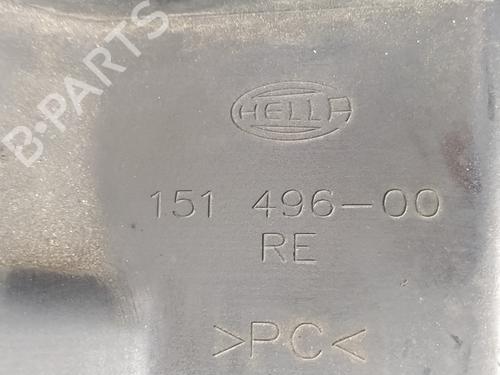 B-PARTS
HELLA
151 496-00
RE
>PC<